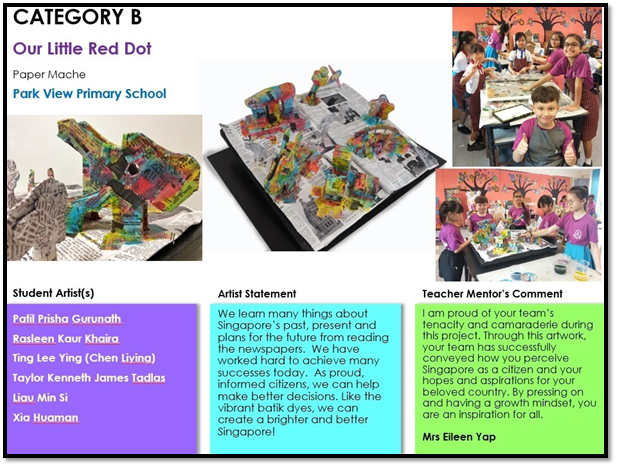 CATEGORY B
Our Little Red Dot
Paper Mache
Park View Primary School
Student Artist(s)
Patil Prisha Gurunath
Rasleen Kaur Khaira
Ting Lee Ying (Chen Liying)
Taylor Kenneth James Tadlas
Liau Min Si
Xia Huaman
Artist Statement
We learn many things about
Singapore's past, present and
plans for the future from reading
the newspapers. We have
worked hard to achieve many
successes today. As proud,
informed citizens, we can help
make better decisions. Like the
vibrant batik dyes, we can
create a brighter and better
Singapore!
Teacher Mentor's Comment
I am proud of your team's
tenacity and camaraderie during
this project. Through this artwork,
your team has successfully
conveyed how you perceive
Singapore as a citizen and your
hopes and aspirations for your
beloved country. By pressing on
and having a growth mindset, you
are an inspiration for all.
Mrs Eileen Yap